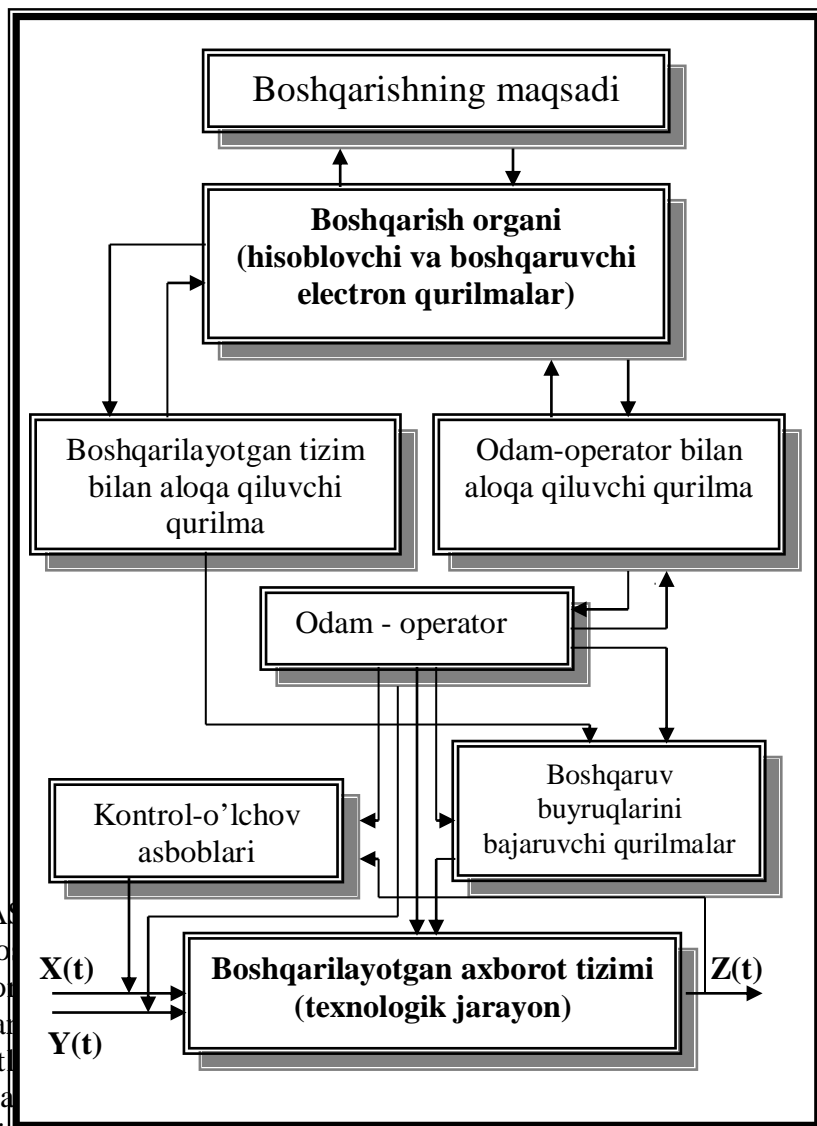 Boshqarishning maqsadi
Boshqarish organi
(hisoblovchi va boshqaruvchi
electron qurilmalar)
Boshqarilayotgan tizim
bilan aloqa qiluvchi
qurilma
Odam-operator bilan
aloqa qiluvchi qurilma
Odam - operator
Kontrol-o’lchov
asboblari
Boshqaruv
buyruqlarini
bajaruvchi qurilmalar
X(t)
Y(t)
Boshqarilayotgan axborot tizimi
(texnologik jarayon)
Z(t)